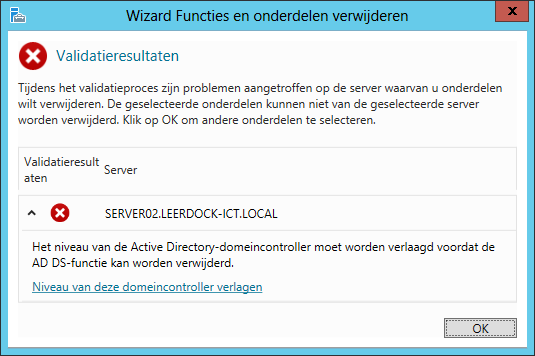 Wizard Functies en onderdelen verwijderen
Validatieresultaten
Tijdens het validatieproces zijn problemen aangetroffen op de server waarvan u onderdelen
wilt verwijderen. De geselecteerde onderdelen kunnen niet van de geselecteerde server
worden verwijderd. Klik op OK om andere onderdelen te selecteren.
Validatieresult
aten
Server
SERVER02.LEERDOCK-ICT.LOCAL
Het niveau van de Active Directory-domeincontroller moet worden verlaagd voordat de
AD DS-functie kan worden verwijderd.
Niveau van deze domeincontroller verlagen
OK